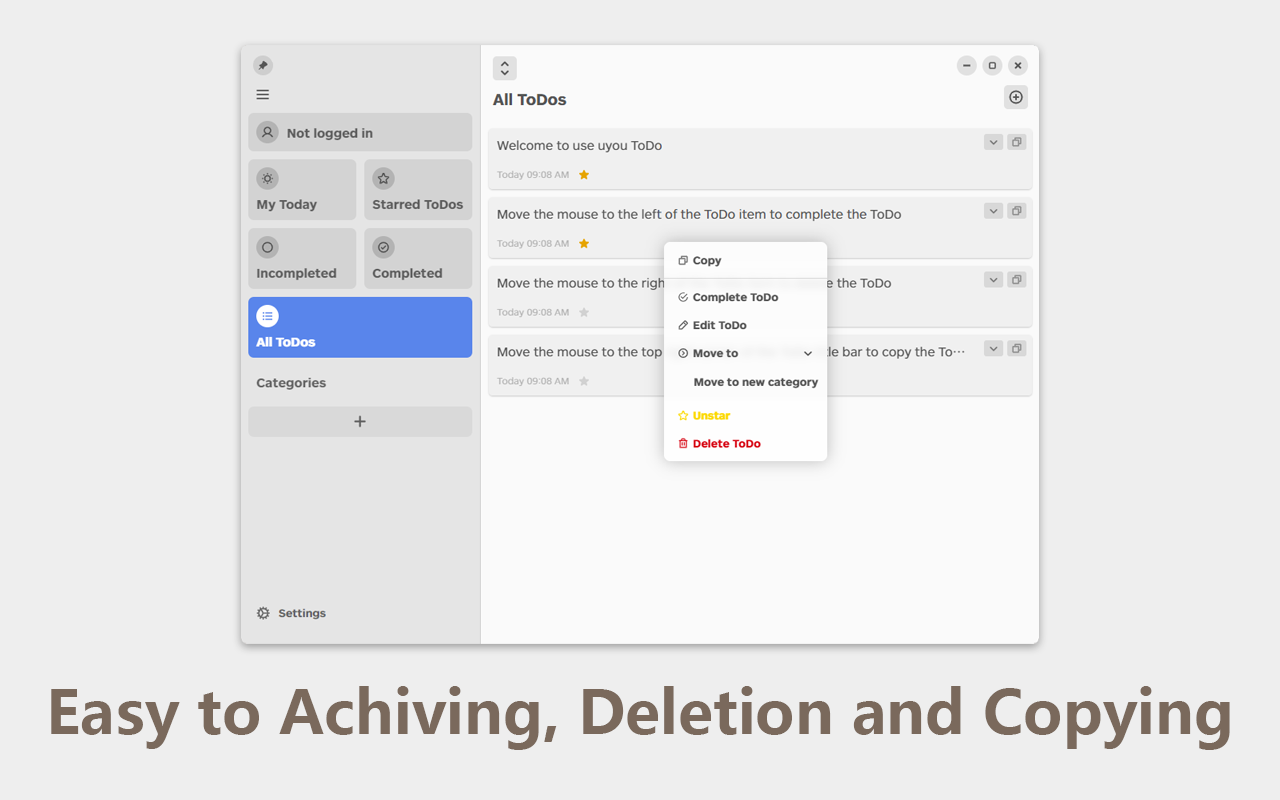 Not logged in
My Today
Starred ToDos
Incompleted
Completed
All ToDos
Categories
Settings
All ToDos
Welcome to use uyou ToDo
Today 09:08 AM
Move the mouse to the left of the ToDo item to complete the ToDo
Today 09:08 AM
Move the mouse to the righ e the ToDo
Today 09:08 AM
Move the mouse to the top le bar to copy the To···
Today 09:08 AM
Copy
Complete ToDo
Edit ToDo
Move to
Move to new category
Unstar
Delete ToDo
Easy to Achiving, Deletion and Copying